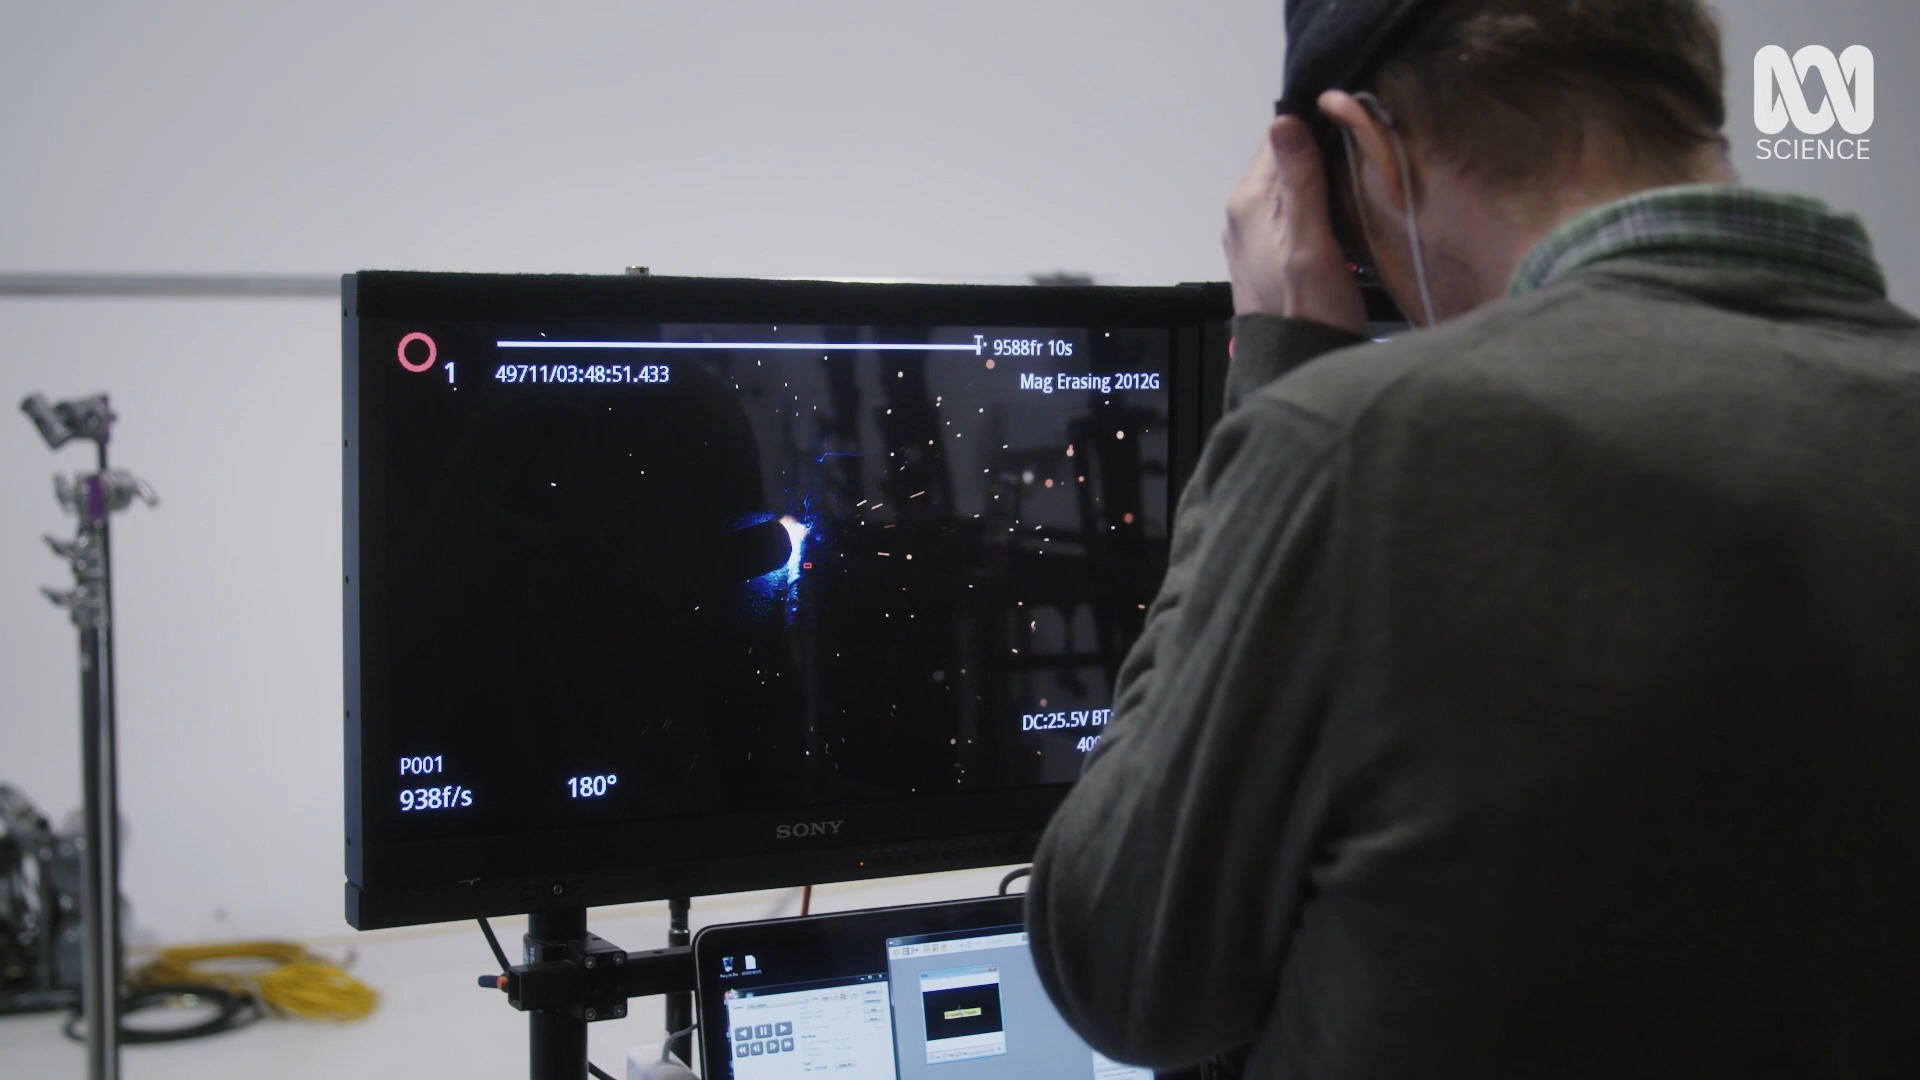 SCIENCE
1
9588fr 10s
49711/03:48:51.433
Mag Erasing 2012G
DC:25.5V BT:
P001
938f/s
180°
SONY